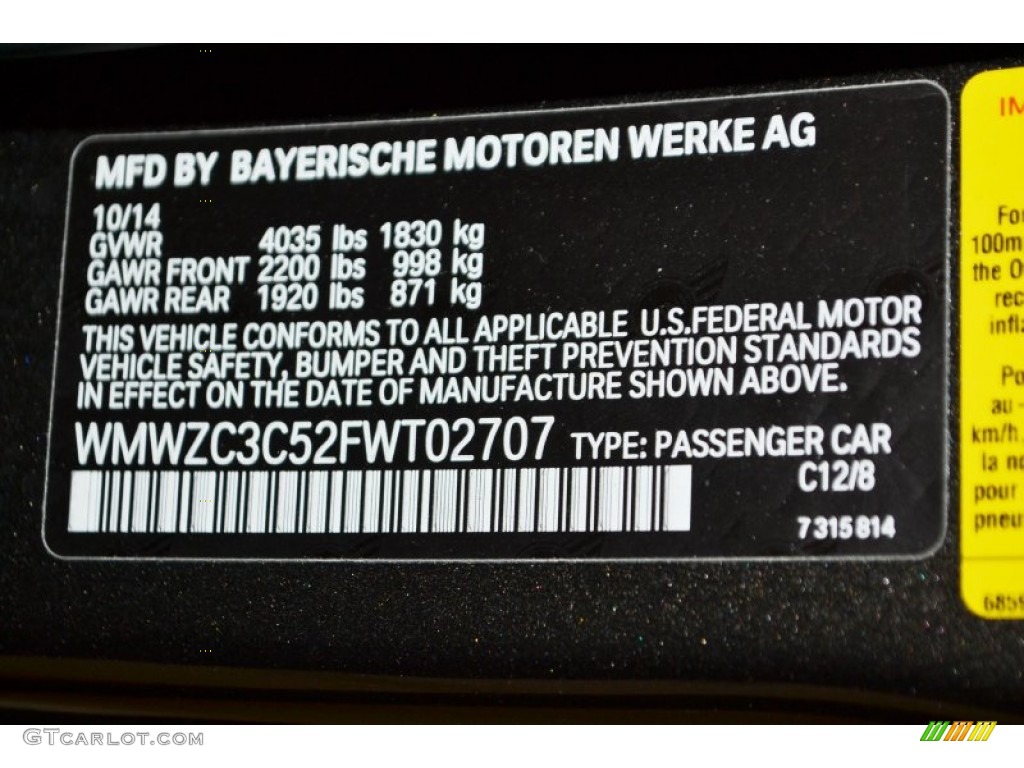 MFD BY BAYERISCHE MOTOREN WERKE AG
10/14
GVWR 4035 lbs 1830 kg
GAWR FRONT 2200 lbs 998 kg
GAWR REAR 1920 lbs 871 kg
THIS VEHICLE CONFORMS TO ALL APPLICABLE U.S.FEDERAL MOTOR
VEHICLE SAFETY, BUMPER AND THEFT PREVENTION STANDARDS
IN EFFECT ON THE DATE OF MANUFACTURE SHOWN ABOVE.
WMWZC3C52FWT02707 TYPE: PASSENGER CAR
C12/8
7315814
IM
For
100m
the O
rec
infla
Po
au -
km/h,
la no
pour
pneu
6859
GTCARLOT.COM